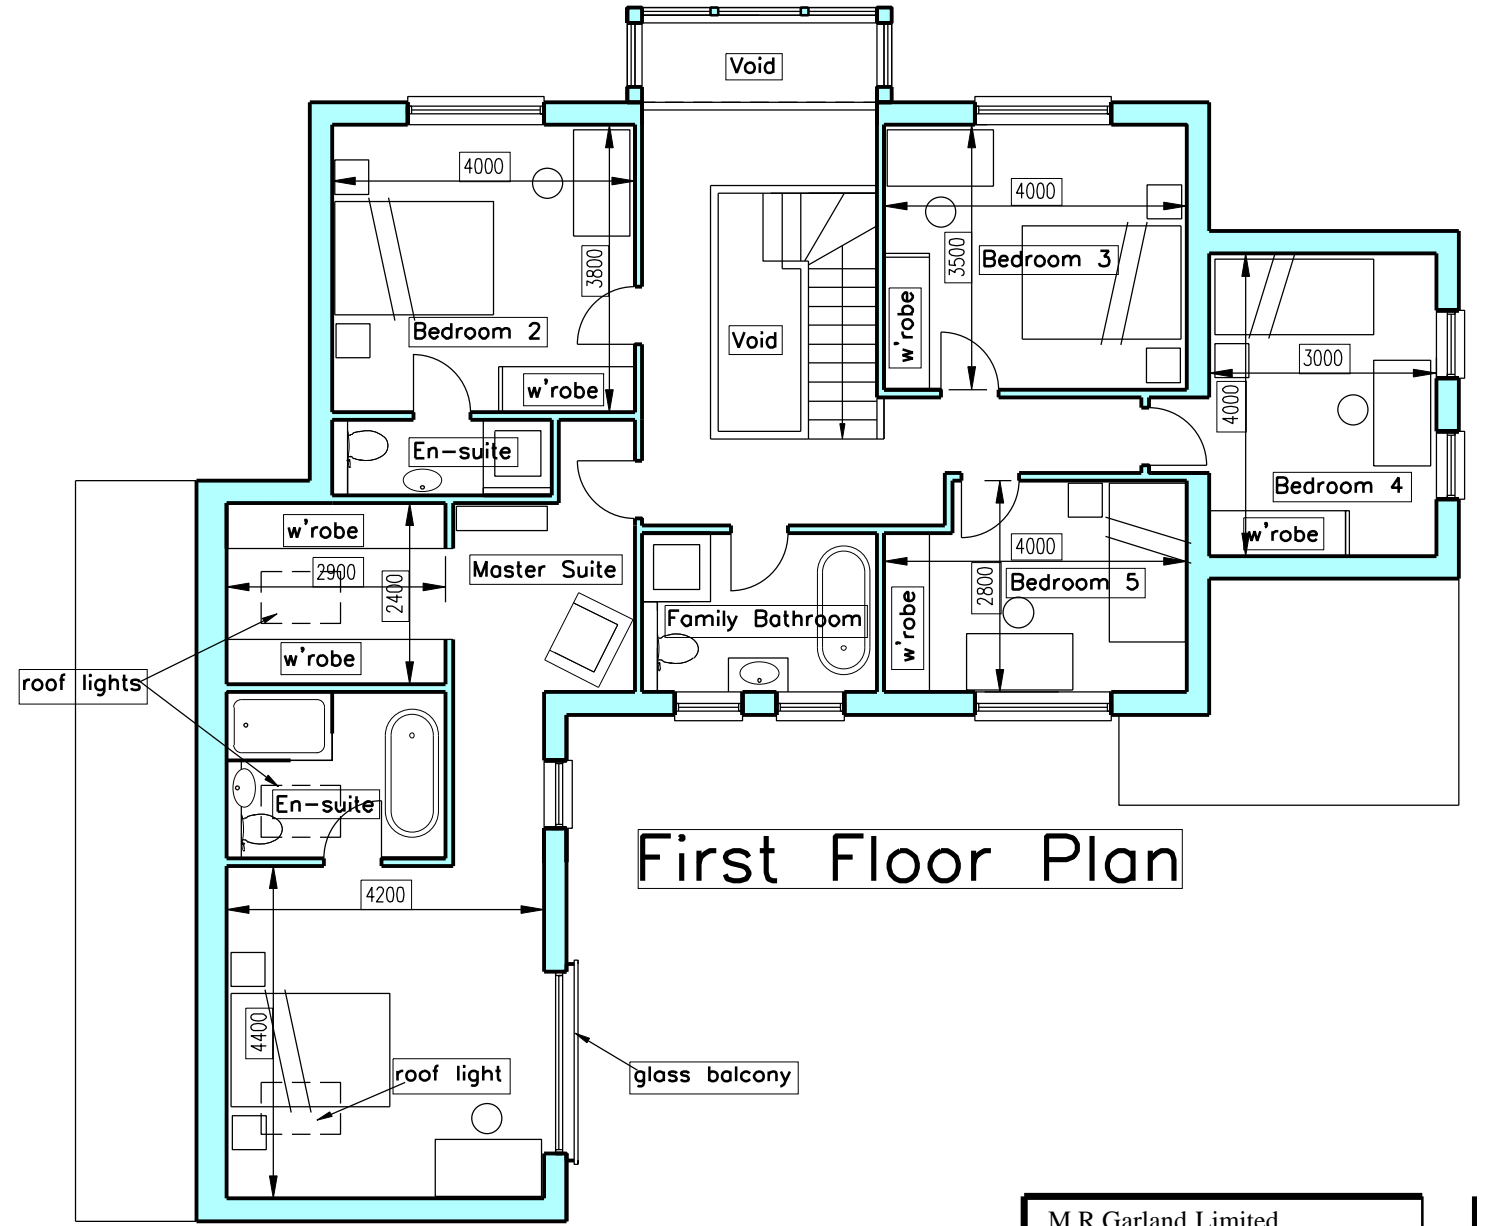 Void
4000
3800
Bedroom 2
w'robe
En-suite
Void
4000
3500
Bedroom 3
w'robe
3000
4000
Bedroom 4
w'robe
w'robe
2900
2400
w'robe
Master Suite
roof lights
Family Bathroom
4000
2800
Bedroom 5
w'robe
En-suite
First Floor Plan
4200
4400
roof light
glass balcony
M R Garland Limited